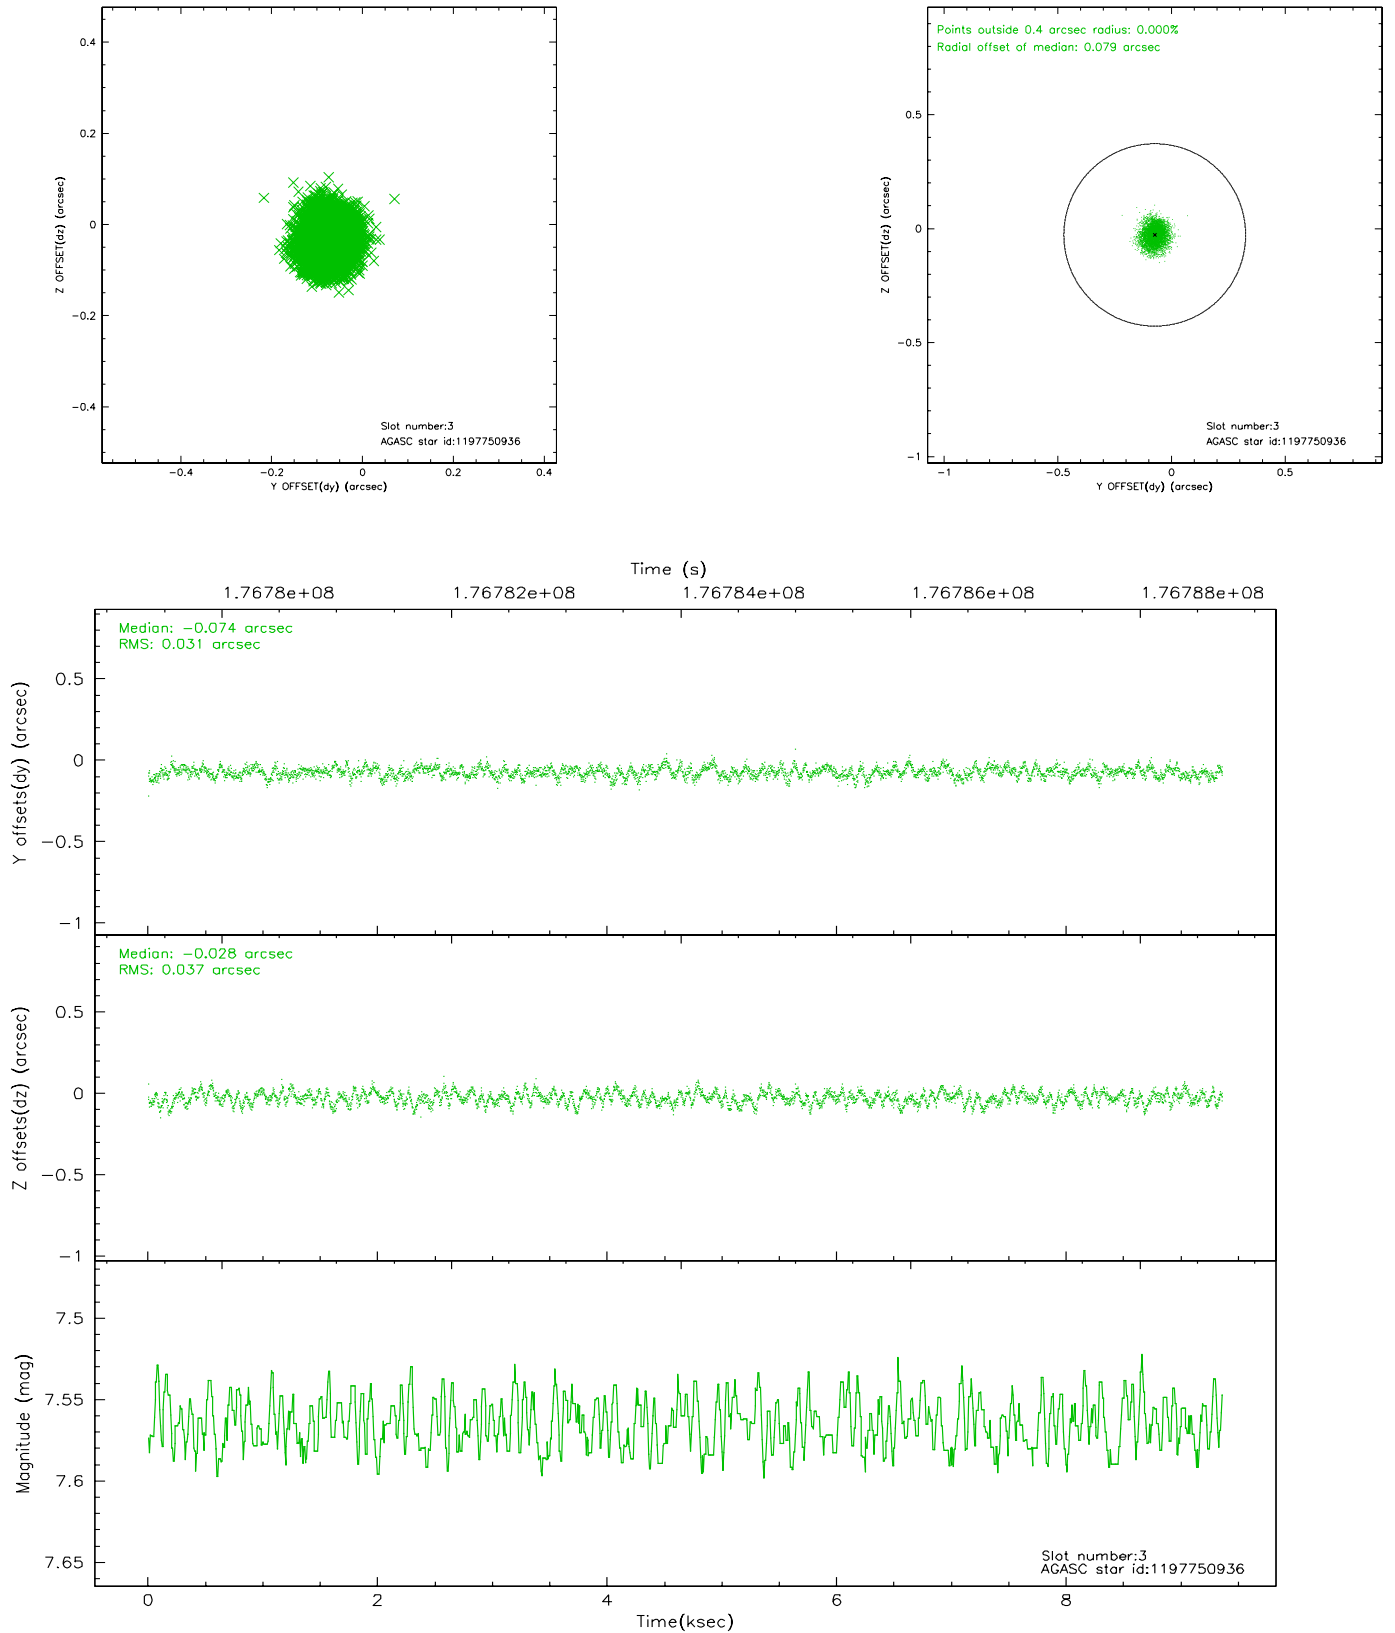 0.4
0.2
0
−0.2
−0.4
Z OFFSET(dz) (arcsec)
Slot number:3
AGASC star id:1197750936
−0.4 −0.2 0 0.2 0.4
Y OFFSET(dy) (arcsec)
Points outside 0.4 arcsec radius: 0.000%
Radial offset of median: 0.079 arcsec
0.5
0
−0.5
−1
Z OFFSET(dz) (arcsec)
Slot number:3
AGASC star id:1197750936
−1 −0.5 0 0.5
Y OFFSET(dy) (arcsec)
Time (s)
1.7678e+08 1.76782e+08 1.76784e+08 1.76786e+08 1.76788e+08
Median: −0.074 arcsec
RMS: 0.031 arcsec
0.5
0
−0.5
−1
Y offsets(dy) (arcsec)
Median: −0.028 arcsec
RMS: 0.037 arcsec
0.5
0
−0.5
−1
Z offsets(dz) (arcsec)
7.5
7.55
7.6
7.65
Magnitude (mag)
Slot number:3
AGASC star id:1197750936
0 2 4 6 8
Time(ksec)